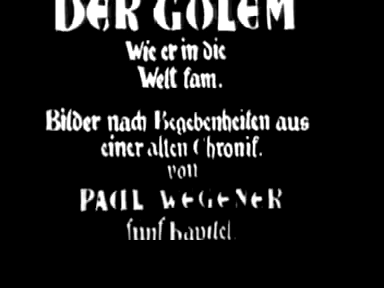 DER GOLEM
Wie er in die
Welt kam.
Bilder nach Begebenheiten aus
einer alten Chronik.
von
PAUL WEGENER
fünf Kapitel